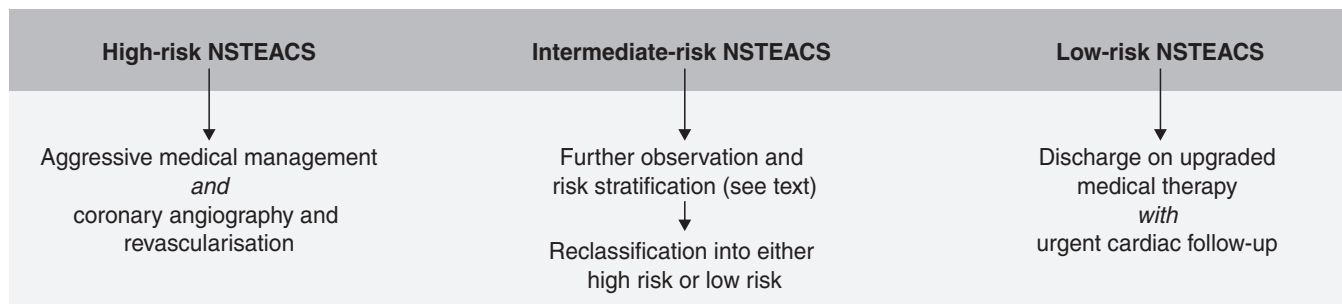 High-risk NSTEACS
Aggressive medical management
and
coronary angiography and
revascularisation
Intermediate-risk NSTEACS
Further observation and
risk stratification (see text)
Reclassification into either
high risk or low risk
Low-risk NSTEACS
Discharge on upgraded
medical therapy
with
urgent cardiac follow-up